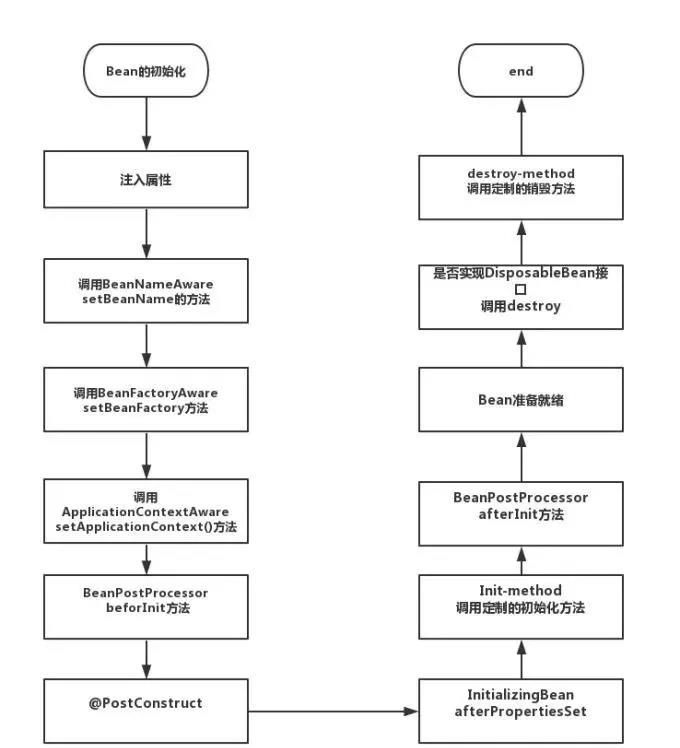 Bean的初始化
注入属性
调用BeanNameAware
setBeanName的方法
调用BeanFactoryAware
setBeanFactory方法
调用
ApplicationContextAware
setApplicationContext()方法
BeanPostProcessor
beforInit方法
@PostConstruct
InitializingBean
afterPropertiesSet
Init-method
调用定制的初始化方法
BeanPostProcessor
afterInit方法
Bean准备就绪
是否实现DisposableBean接
口
调用destroy
destroy-method
调用定制的销毁方法
end